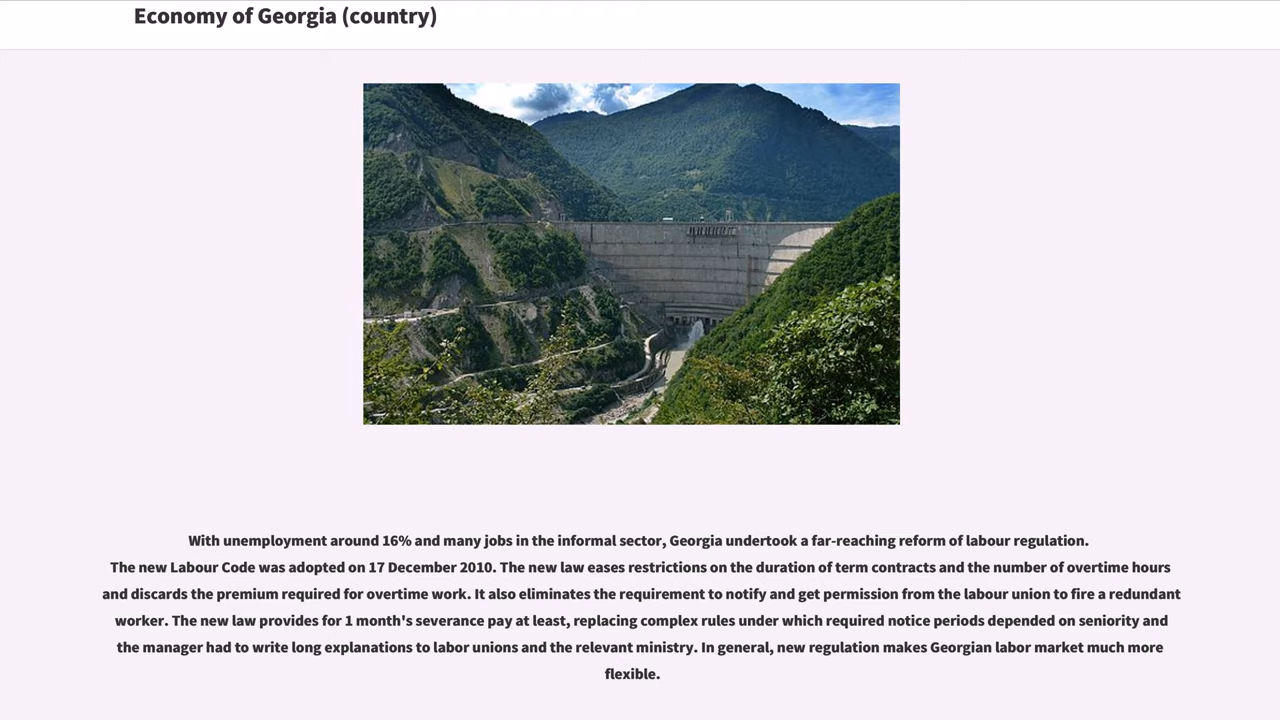 Economy of Georgia (country)
With unemployment around 16% and many jobs in the informal sector, Georgia undertook a far-reaching reform of labour regulation.
The new Labour Code was adopted on 17 December 2010. The new law eases restrictions on the duration of term contracts and the number of overtime hours
and discards the premium required for overtime work. It also eliminates the requirement to notify and get permission from the labour union to fire a redundant
worker. The new law provides for 1 month's severance pay at least, replacing complex rules under which required notice periods depended on seniority and
the manager had to write long explanations to labor unions and the relevant ministry. In general, new regulation makes Georgian labor market much more
flexible.